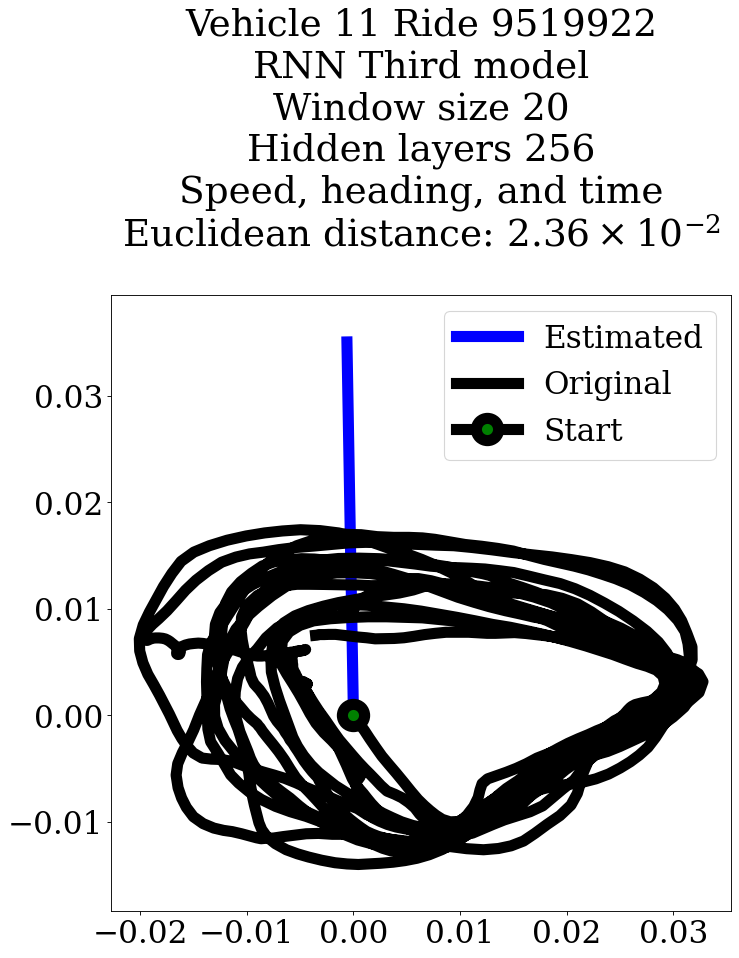 Vehicle 11 Ride 9519922
RNN Third model
Window size 20
Hidden layers 256
Speed, heading, and time
Euclidean distance: 2.36 × 10⁻²
Estimated
Original
Start
0.03
0.02
0.01
0.00
−0.01
−0.02 −0.01 0.00 0.01 0.02 0.03